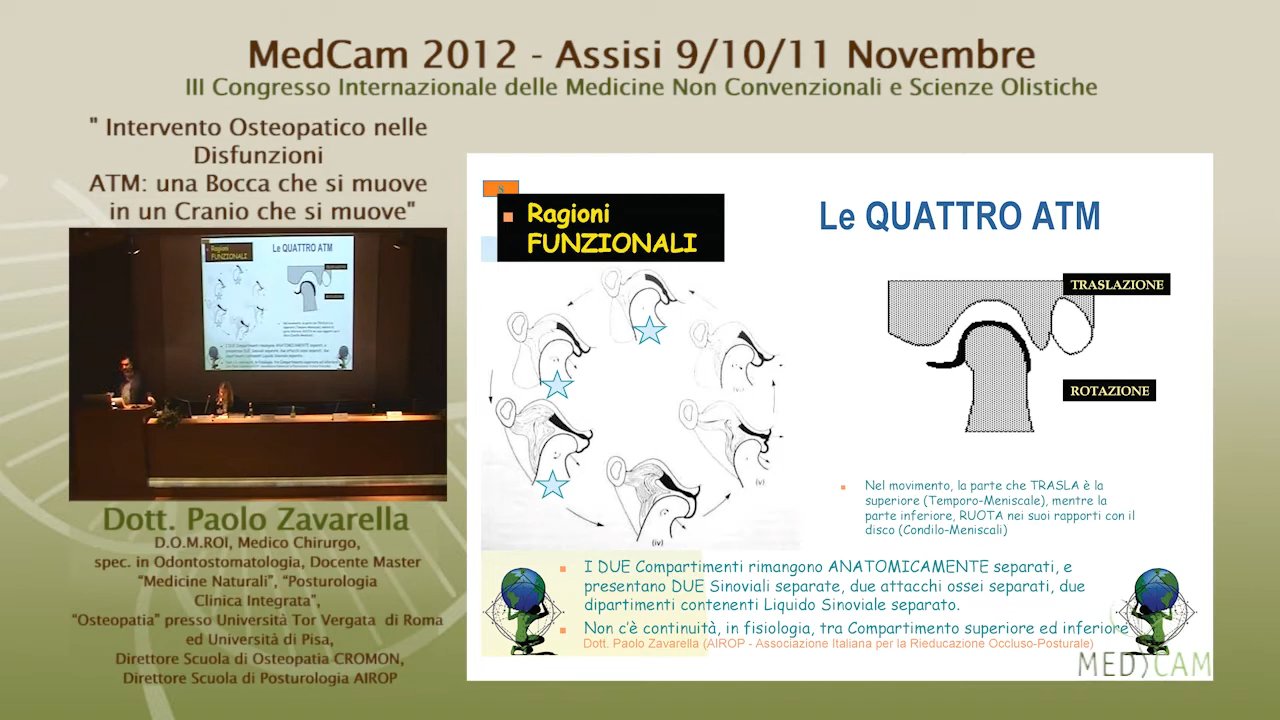 MedCam 2012 - Assisi 9/10/11 Novembre
III Congresso Internazionale delle Medicine Non Convenzionali e Scienze Olistiche
" Intervento Osteopatico nelle
Disfunzioni
ATM: una Bocca che si muove
in un Cranio che si muove"
Ragioni
FUNZIONALI
Le QUATTRO ATM
Dott. Paolo Zavarella
D.O.M.ROI, Medico Chirurgo,
spec. in Odontostomatologia, Docente Master
“Medicine Naturali”, “Posturologia
Clinica Integrata”,
“Osteopatia” presso Università Tor Vergata di Roma
ed Università di Pisa,
Direttore Scuola di Osteopatia CROMON,
Direttore Scuola di Posturologia AIROP
8
Ragioni
FUNZIONALI
Le QUATTRO ATM
TRASLAZIONE
ROTAZIONE
(v)
(iv)
Nel movimento, la parte che TRASLA è la
superiore (Temporo-Meniscale), mentre la
parte inferiore, RUOTA nei suoi rapporti con il
disco (Condilo-Meniscali)
I DUE Compartimenti rimangono ANATOMICAMENTE separati, e
presentano DUE Sinoviali separate, due attacchi ossei separati, due
dipartimenti contenenti Liquido Sinoviale separato.
Non c'è continuità, in fisiologia, tra Compartimento superiore ed inferiore
Dott. Paolo Zavarella (AIROP - Associazione Italiana per la Rieducazione Occluso-Posturale)
MED CAM